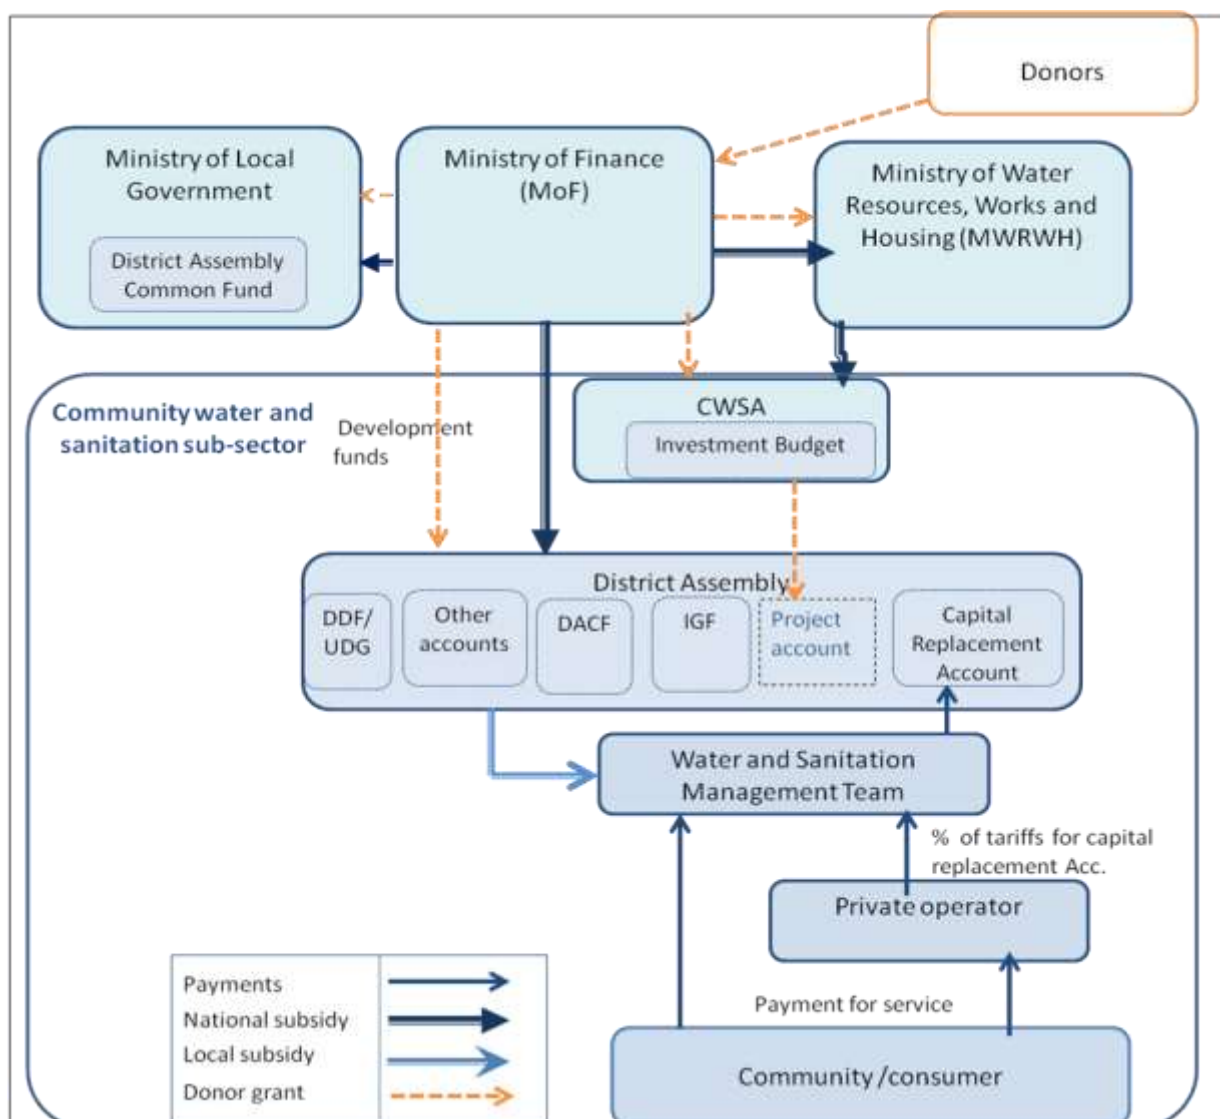 Donors
Ministry of Local
Government
District Assembly
Common Fund
Ministry of Finance
(MoF)
Ministry of Water
Resources, Works and
Housing (MWRWH)
Community water and
sanitation sub-sector
Development
funds
CWSA
Investment Budget
District Assembly
DDF/
UDG
Other
accounts
DACF
IGF
Project
account
Capital
Replacement
Account
Water and Sanitation
Management Team
% of tariffs for capital
replacement Acc.
Private operator
Payment for service
Community /consumer
Payments
National subsidy
Local subsidy
Donor grant